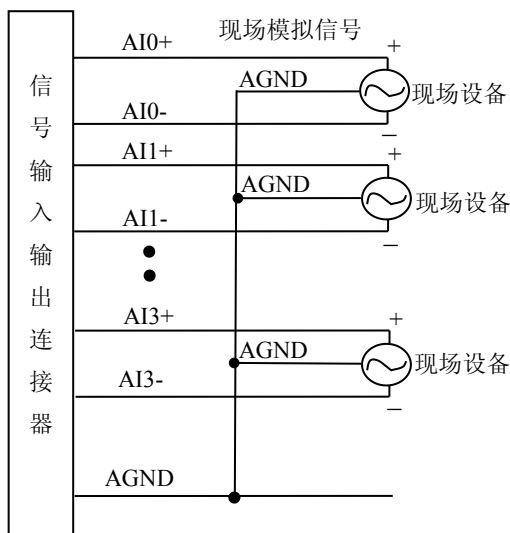 信号输入输出连接器
现场模拟信号
AI0+
+
AGND
现场设备
AI0-
–
AI1+
+
AGND
现场设备
AI1-
–
AI3+
+
AGND
现场设备
AI3-
–
AGND